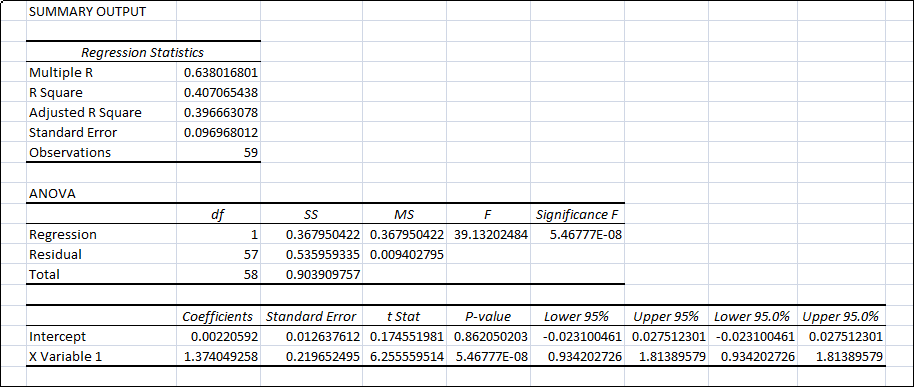 SUMMARY OUTPUT
Regression Statistics
Multiple R 0.638016801
R Square 0.407065438
Adjusted R Square 0.396663078
Standard Error 0.096968012
Observations 59
ANOVA
df SS MS F Significance F
Regression 1 0.367950422 0.367950422 39.13202484 5.46777E-08
Residual 57 0.535959335 0.009402795
Total 58 0.903909757
Coefficients Standard Error t Stat P-value Lower 95% Upper 95% Lower 95.0% Upper 95.0%
Intercept 0.00220592 0.012637612 0.174551981 0.862050203 -0.023100461 0.027512301 -0.023100461 0.027512301
X Variable 1 1.374049258 0.219652495 6.255559514 5.46777E-08 0.934202726 1.81389579 0.934202726 1.81389579